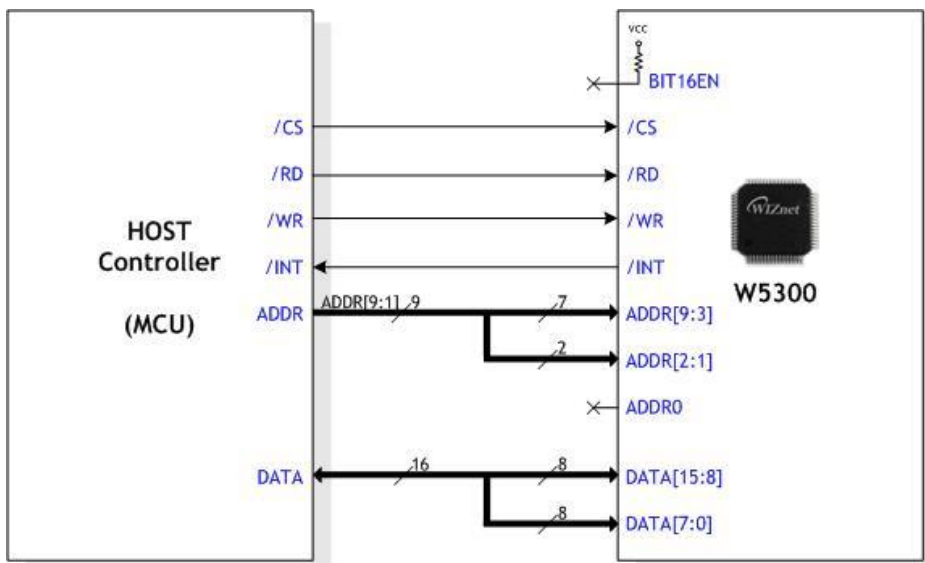 vcc
BIT16EN
/CS
/CS
/RD
/RD
/WR
/WR
HOST
Controller
(MCU)
/INT
/INT
WIZnet
W5300
ADDR
ADDR[9:1]
9
7
ADDR[9:3]
2
ADDR[2:1]
ADDR0
DATA
16
8
DATA[15:8]
8
DATA[7:0]